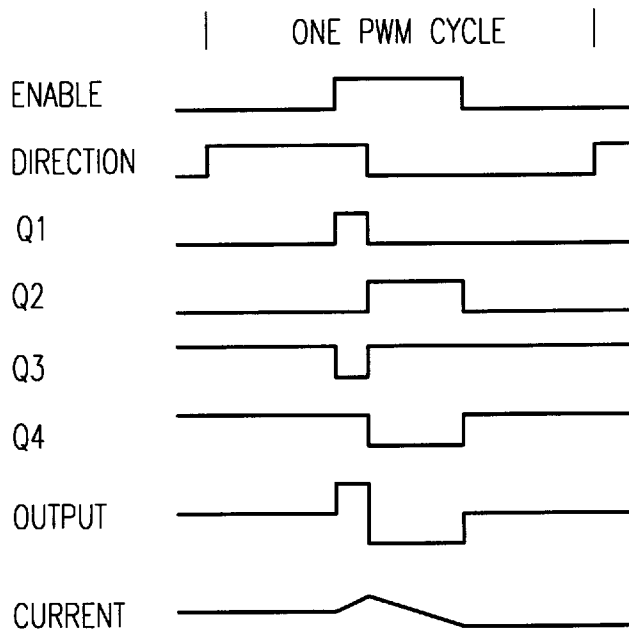 ONE PWM CYCLE
ENABLE
DIRECTION
Q1
Q2
Q3
Q4
OUTPUT
CURRENT